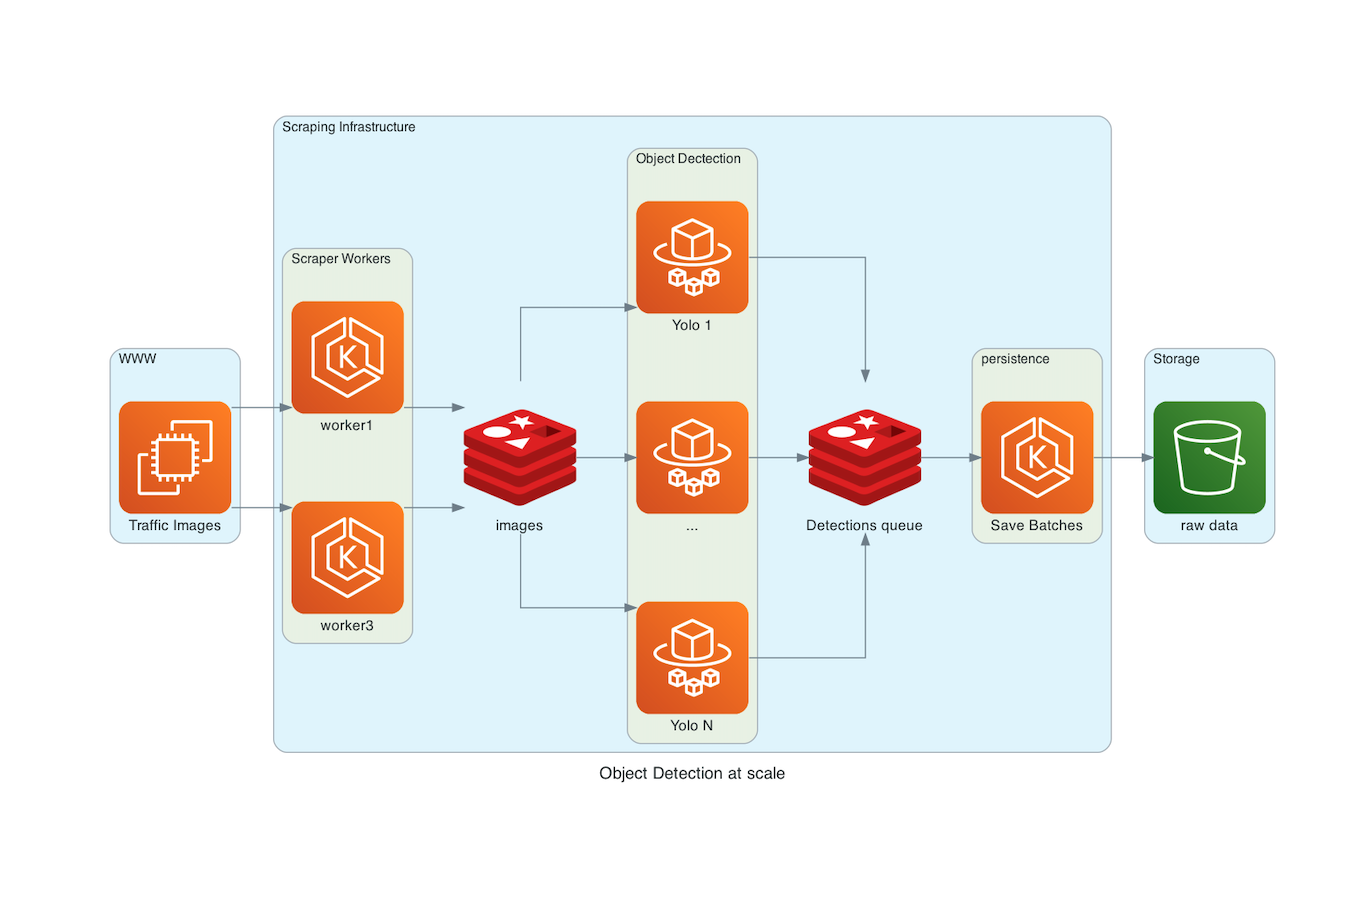 Scraping Infrastructure
Object Dectection
Scraper Workers
Yolo 1
WWW
persistence
Storage
worker1
K
K
Traffic Images
images
...
Detections queue
Save Batches
raw data
K
worker3
Yolo N
Object Detection at scale